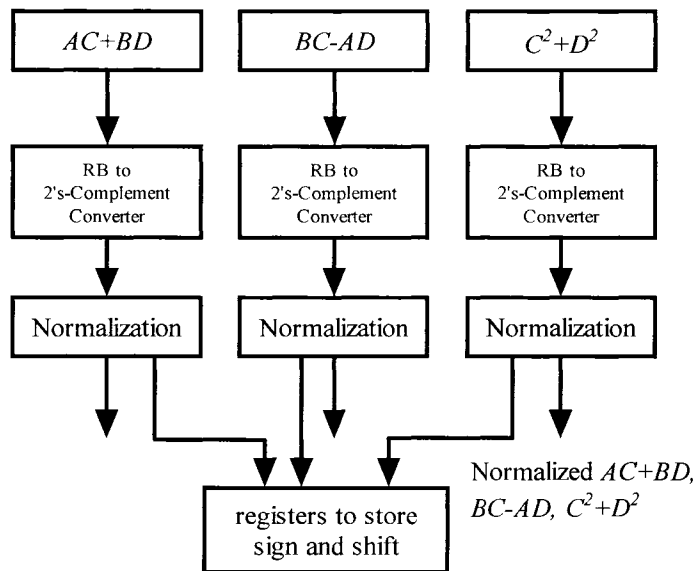 AC+BD
BC-AD
C²+D²
RB to
2's-Complement
Converter
RB to
2's-Complement
Converter
RB to
2's-Complement
Converter
Normalization
Normalization
Normalization
Normalized AC+BD,
BC-AD, C²+D²
registers to store
sign and shift